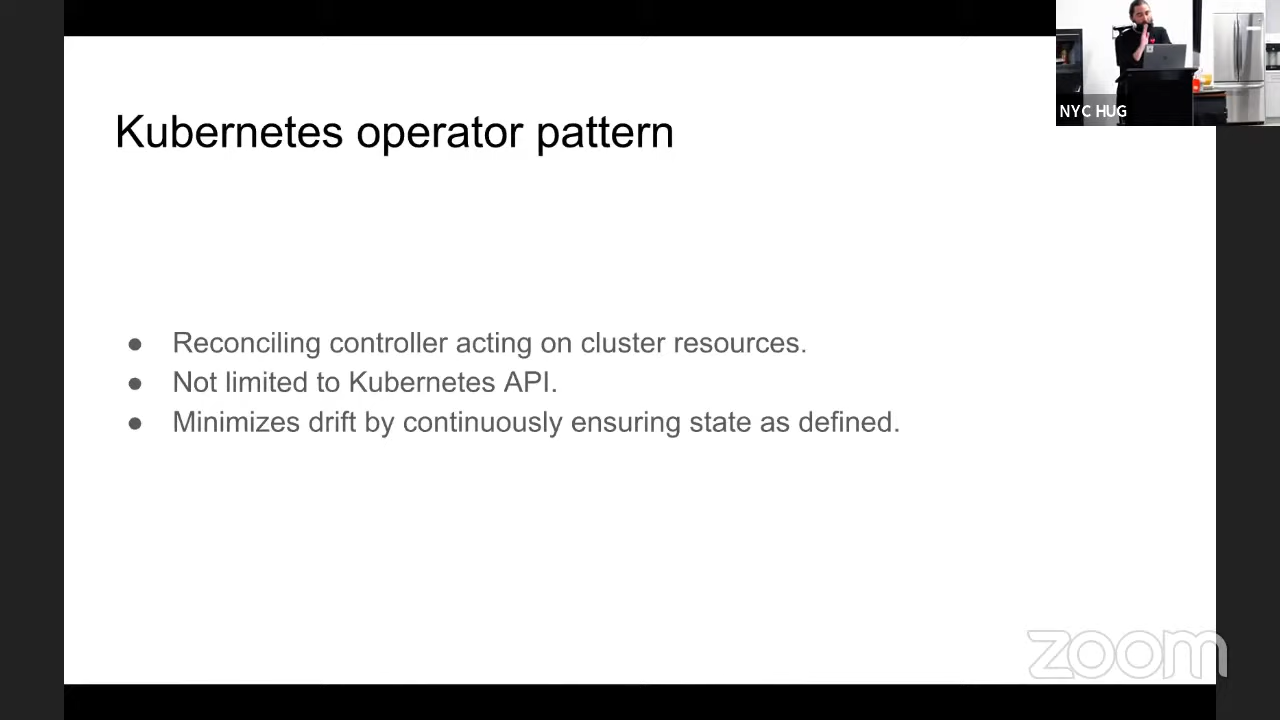 Kubernetes operator pattern
● Reconciling controller acting on cluster resources.
● Not limited to Kubernetes API.
● Minimizes drift by continuously ensuring state as defined.
NYC HUG
zoom